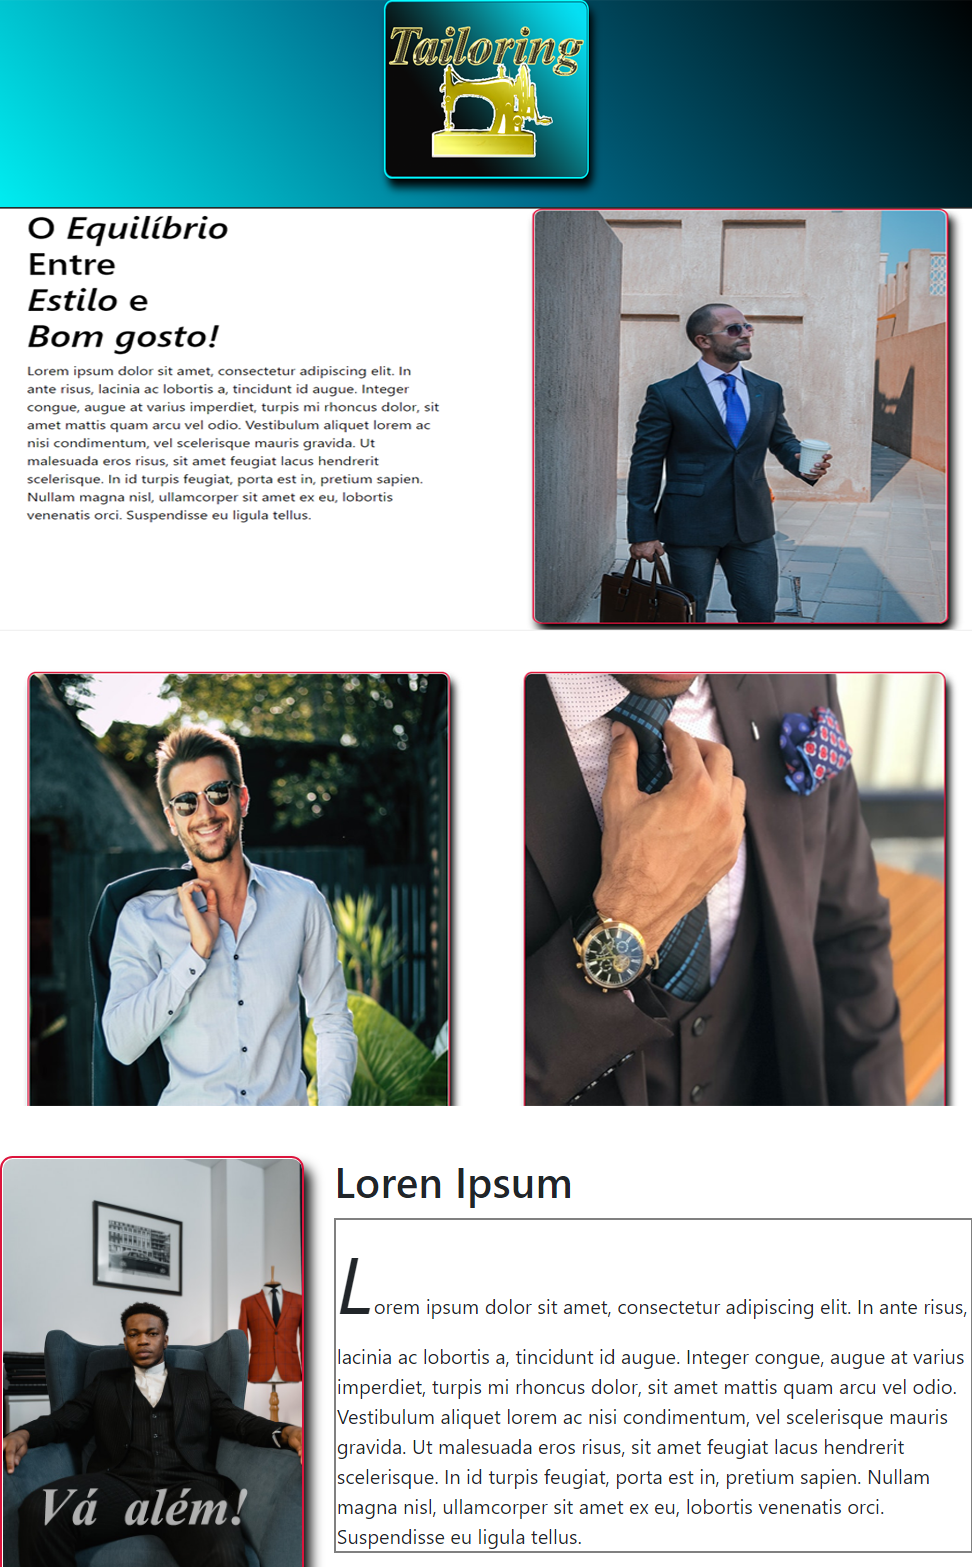 Tailoring
O Equilíbrio
Entre
Estilo e
Bom gosto!
Lorem ipsum dolor sit amet, consectetur adipiscing elit. In
ante risus, lacinia ac lobortis a, tincidunt id augue. Integer
congue, augue at varius imperdiet, turpis mi rhoncus dolor, sit
amet mattis quam arcu vel odio. Vestibulum aliquet lorem ac
nisi condimentum, vel scelerisque mauris gravida. Ut
malesuada eros risus, sit amet feugiat lacus hendrerit
scelerisque. In id turpis feugiat, porta est in, pretium sapien.
Nullam magna nisl, ullamcorper sit amet ex eu, lobortis
venenatis orci. Suspendisse eu ligula tellus.
Vá além!
Loren Ipsum
Lorem ipsum dolor sit amet, consectetur adipiscing elit. In ante risus,
lacinia ac lobortis a, tincidunt id augue. Integer congue, augue at varius
imperdiet, turpis mi rhoncus dolor, sit amet mattis quam arcu vel odio.
Vestibulum aliquet lorem ac nisi condimentum, vel scelerisque mauris
gravida. Ut malesuada eros risus, sit amet feugiat lacus hendrerit
scelerisque. In id turpis feugiat, porta est in, pretium sapien. Nullam
magna nisl, ullamcorper sit amet ex eu, lobortis venenatis orci.
Suspendisse eu ligula tellus.